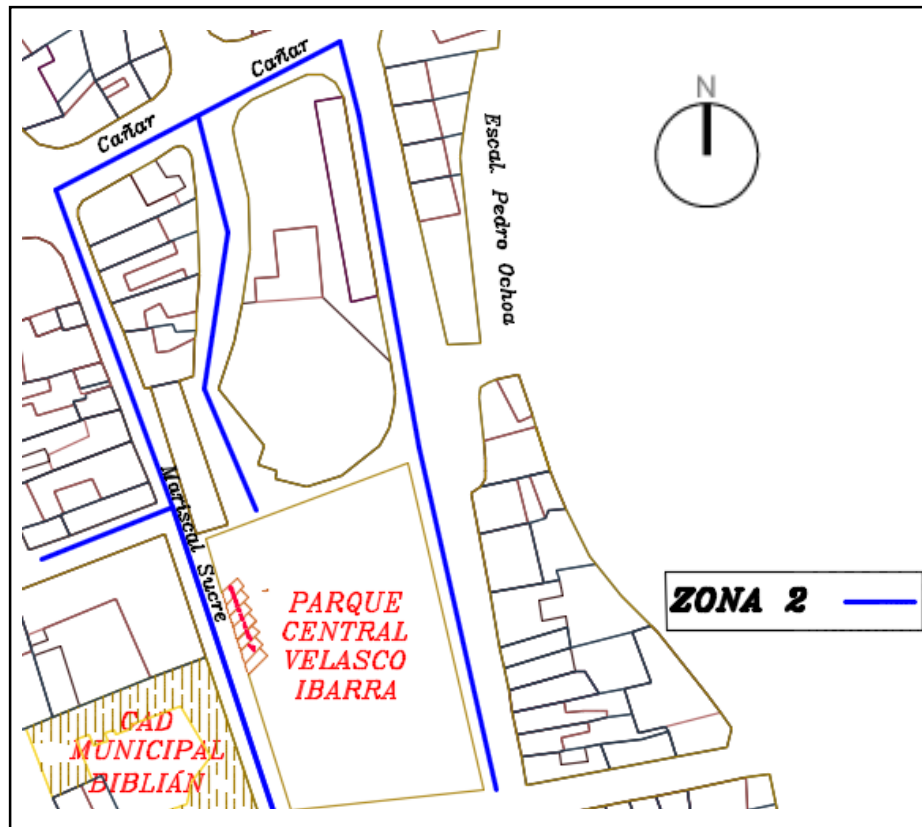 Cañar
Cañar
N
Escal. Pedro Ochoa
Mariscal Sucre
ZONA 2
PARQUE
CENTRAL
VELASCO
IBARRA
CAD
MUNICIPAL
BIBLIÁN